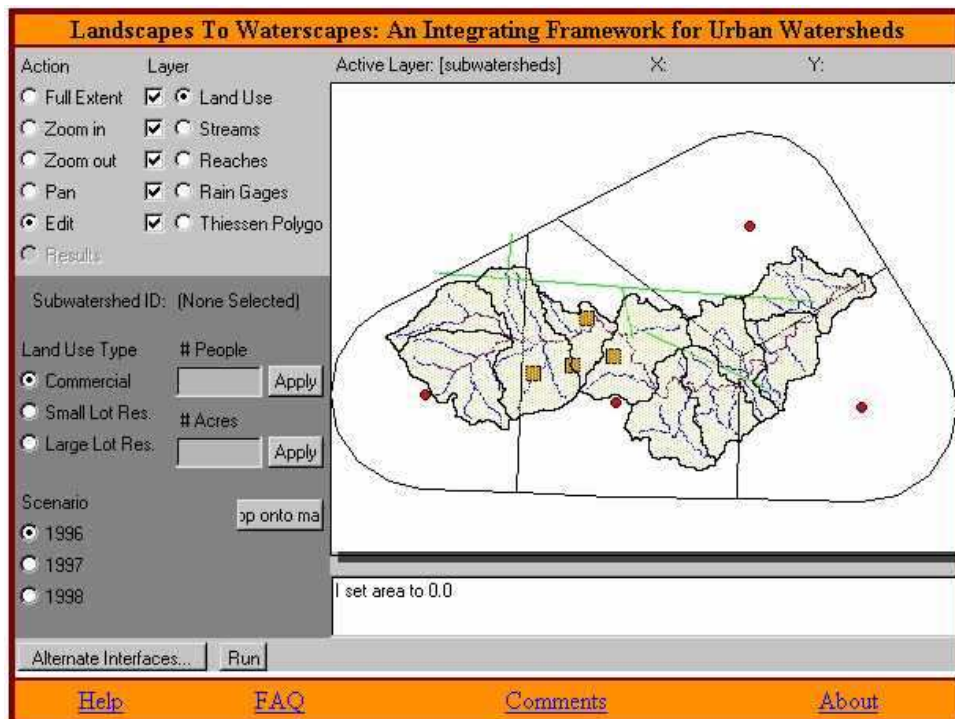 Landscapes To Waterscapes: An Integrating Framework for Urban Watersheds
Action Layer Active Layer: [subwatersheds] X: Y:
Full Extent Land Use
Zoom in Streams
Zoom out Reaches
Pan Rain Gages
Edit Thiessen Polygo
Results
Subwatershed ID: (None Selected)
Land Use Type # People
Commercial Apply
Small Lot Res. # Acres
Large Lot Res. Apply
Scenario
op onto ma
1996
1997
1998
I set area to 0.0
Alternate Interfaces... Run
Help FAQ Comments About